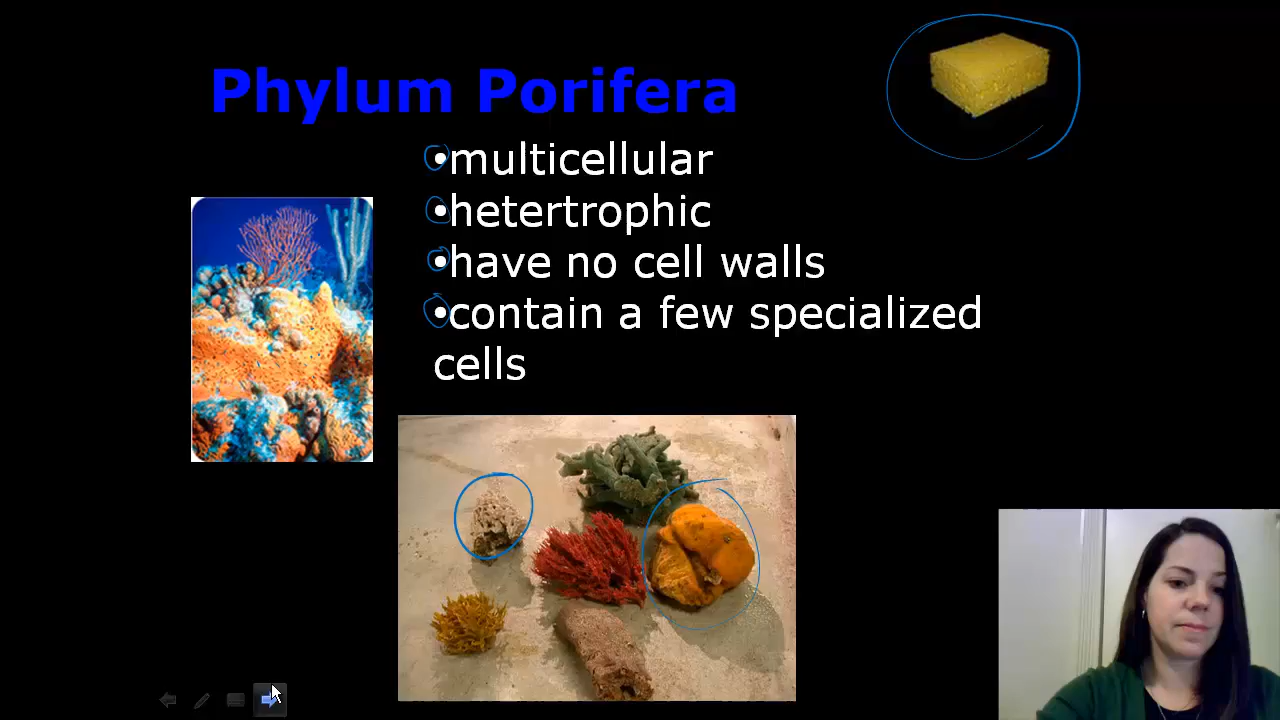 Phylum Porifera
•multicellular
•hetertrophic
•have no cell walls
•contain a few specialized
cells